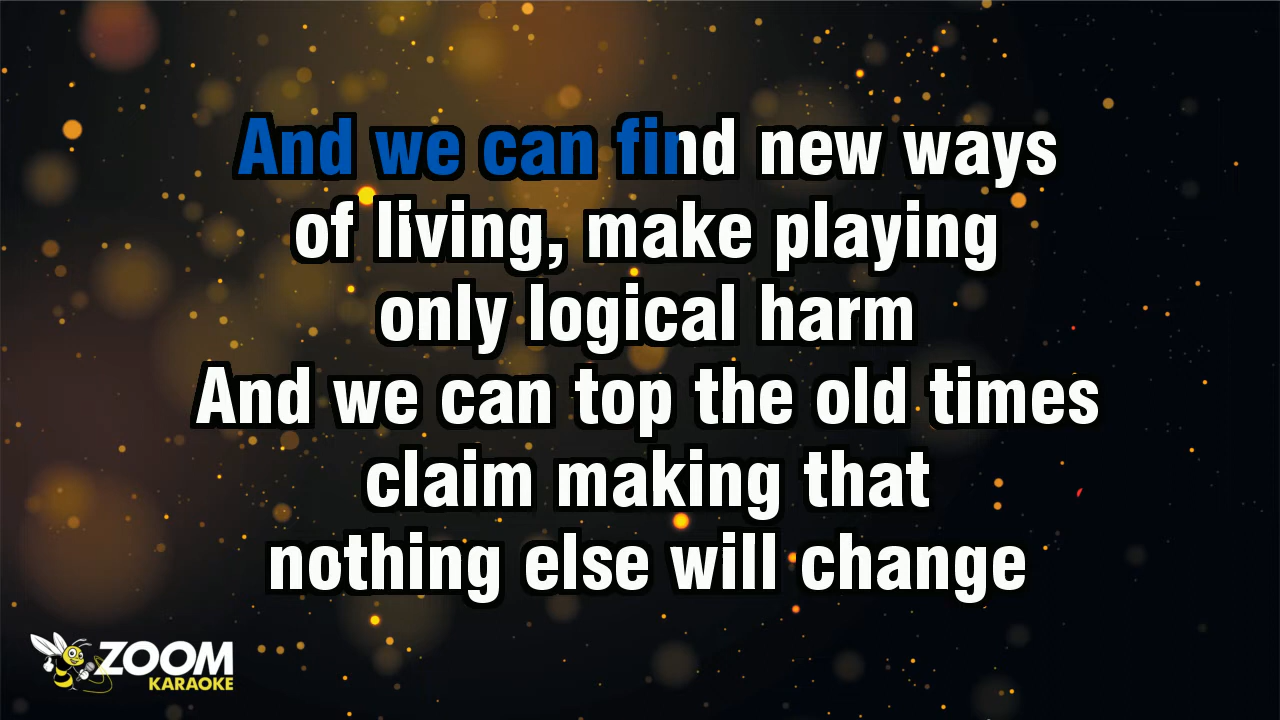 And we can find new ways
of living, make playing
only logical harm
And we can top the old times
claim making that
nothing else will change
ZOOM
KARAOKE